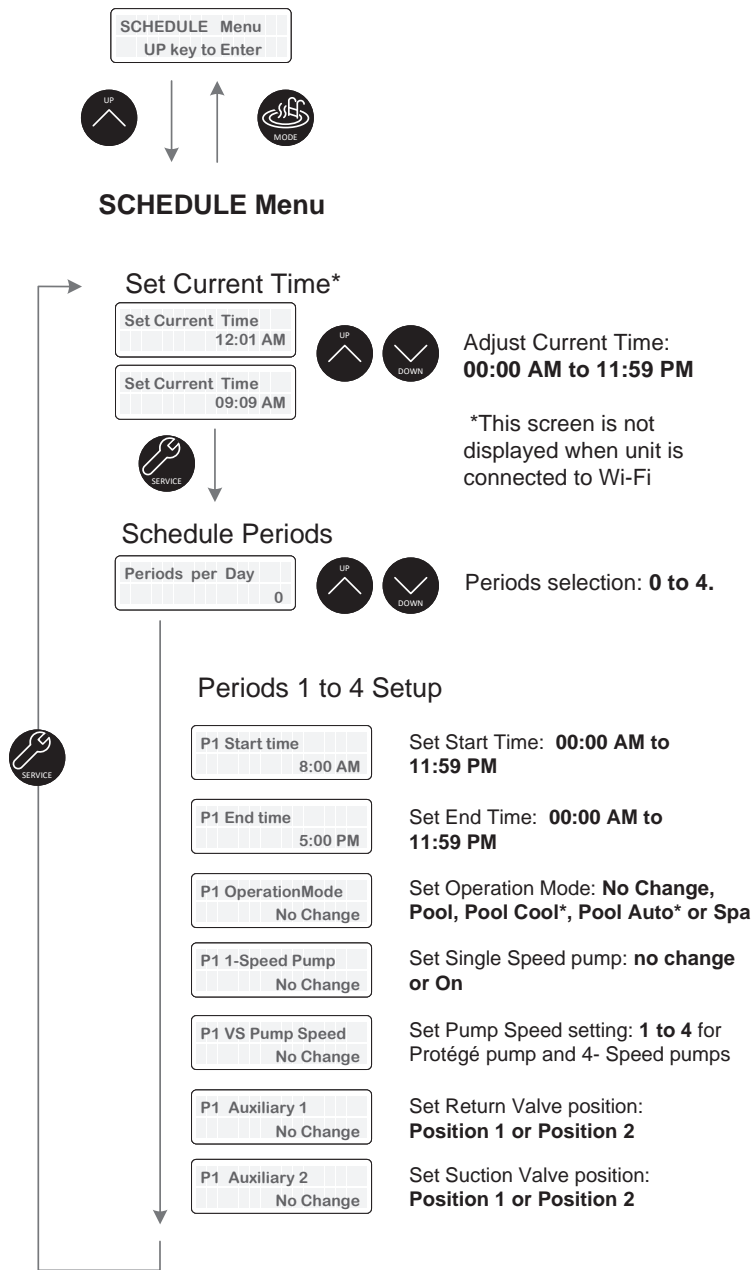 SCHEDULE Menu
UP key to Enter
UP
MODE
SCHEDULE Menu
Set Current Time*
Set Current Time
12:01 AM
Set Current Time
09:09 AM
UP
DOWN
Adjust Current Time:
00:00 AM to 11:59 PM
*This screen is not
displayed when unit is
connected to Wi-Fi
SERVICE
Schedule Periods
Periods per Day
0
UP
DOWN
Periods selection: 0 to 4.
Periods 1 to 4 Setup
SERVICE
P1 Start time
8:00 AM
Set Start Time: 00:00 AM to
11:59 PM
P1 End time
5:00 PM
Set End Time: 00:00 AM to
11:59 PM
P1 OperationMode
No Change
Set Operation Mode: No Change,
Pool, Pool Cool*, Pool Auto* or Spa
P1 1-Speed Pump
No Change
Set Single Speed pump: no change
or On
P1 VS Pump Speed
No Change
Set Pump Speed setting: 1 to 4 for
Protégé pump and 4- Speed pumps
P1 Auxiliary 1
No Change
Set Return Valve position:
Position 1 or Position 2
P1 Auxiliary 2
No Change
Set Suction Valve position:
Position 1 or Position 2